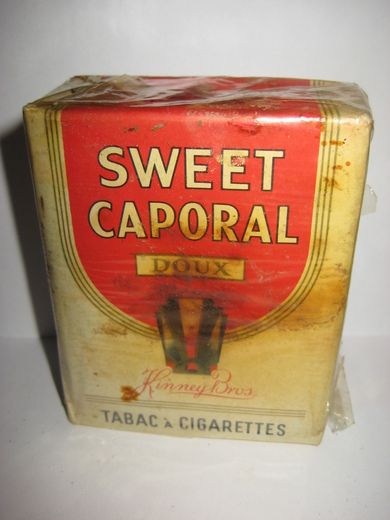 SWEET
CAPORAL
DOUX
Kinney Bros.
TABAC À CIGARETTES